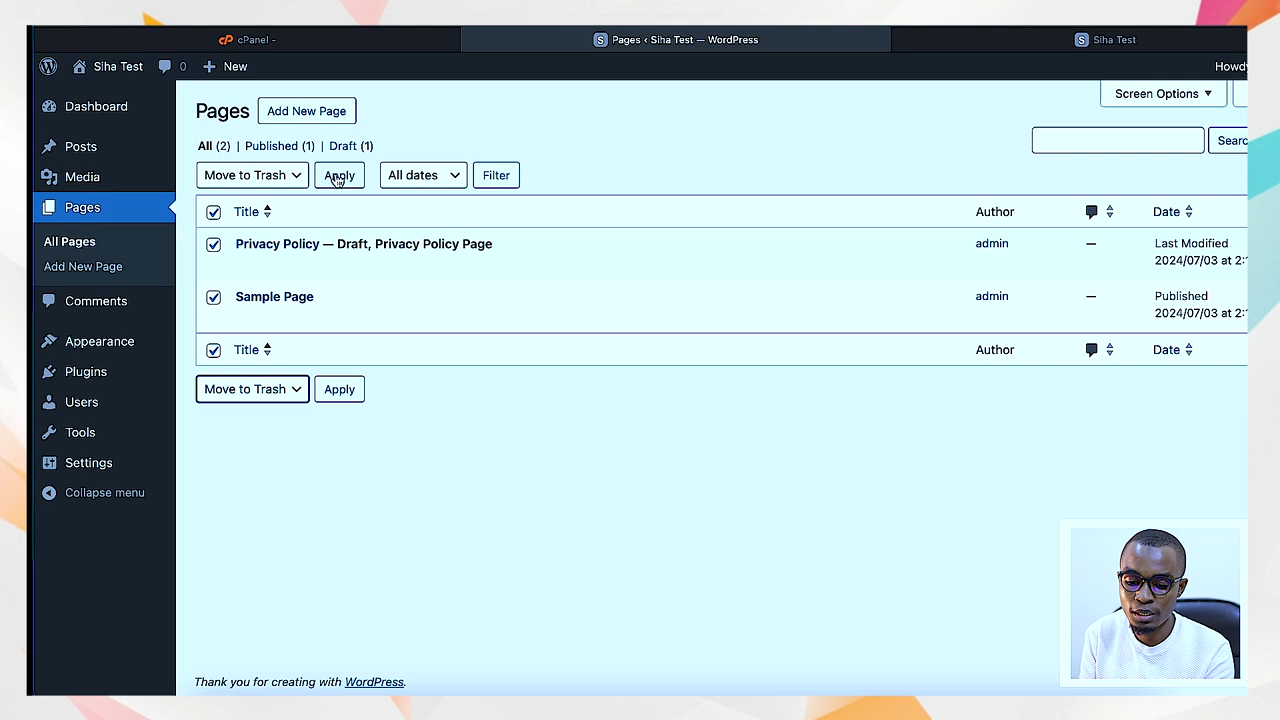 cPanel -
Pages ‹ Siha Test — WordPress
Siha Test
Siha Test
0
New
Howdy
Dashboard
Posts
Media
Pages
All Pages
Add New Page
Comments
Appearance
Plugins
Users
Tools
Settings
Collapse menu
Pages
Add New Page
Screen Options
All (2) | Published (1) | Draft (1)
Searc
Move to Trash
Apply
All dates
Filter
Title
Author
Date
Privacy Policy — Draft, Privacy Policy Page
admin
—
Last Modified
2024/07/03 at 2:1
Sample Page
admin
—
Published
2024/07/03 at 2:1
Title
Author
Date
Move to Trash
Apply
Thank you for creating with WordPress.